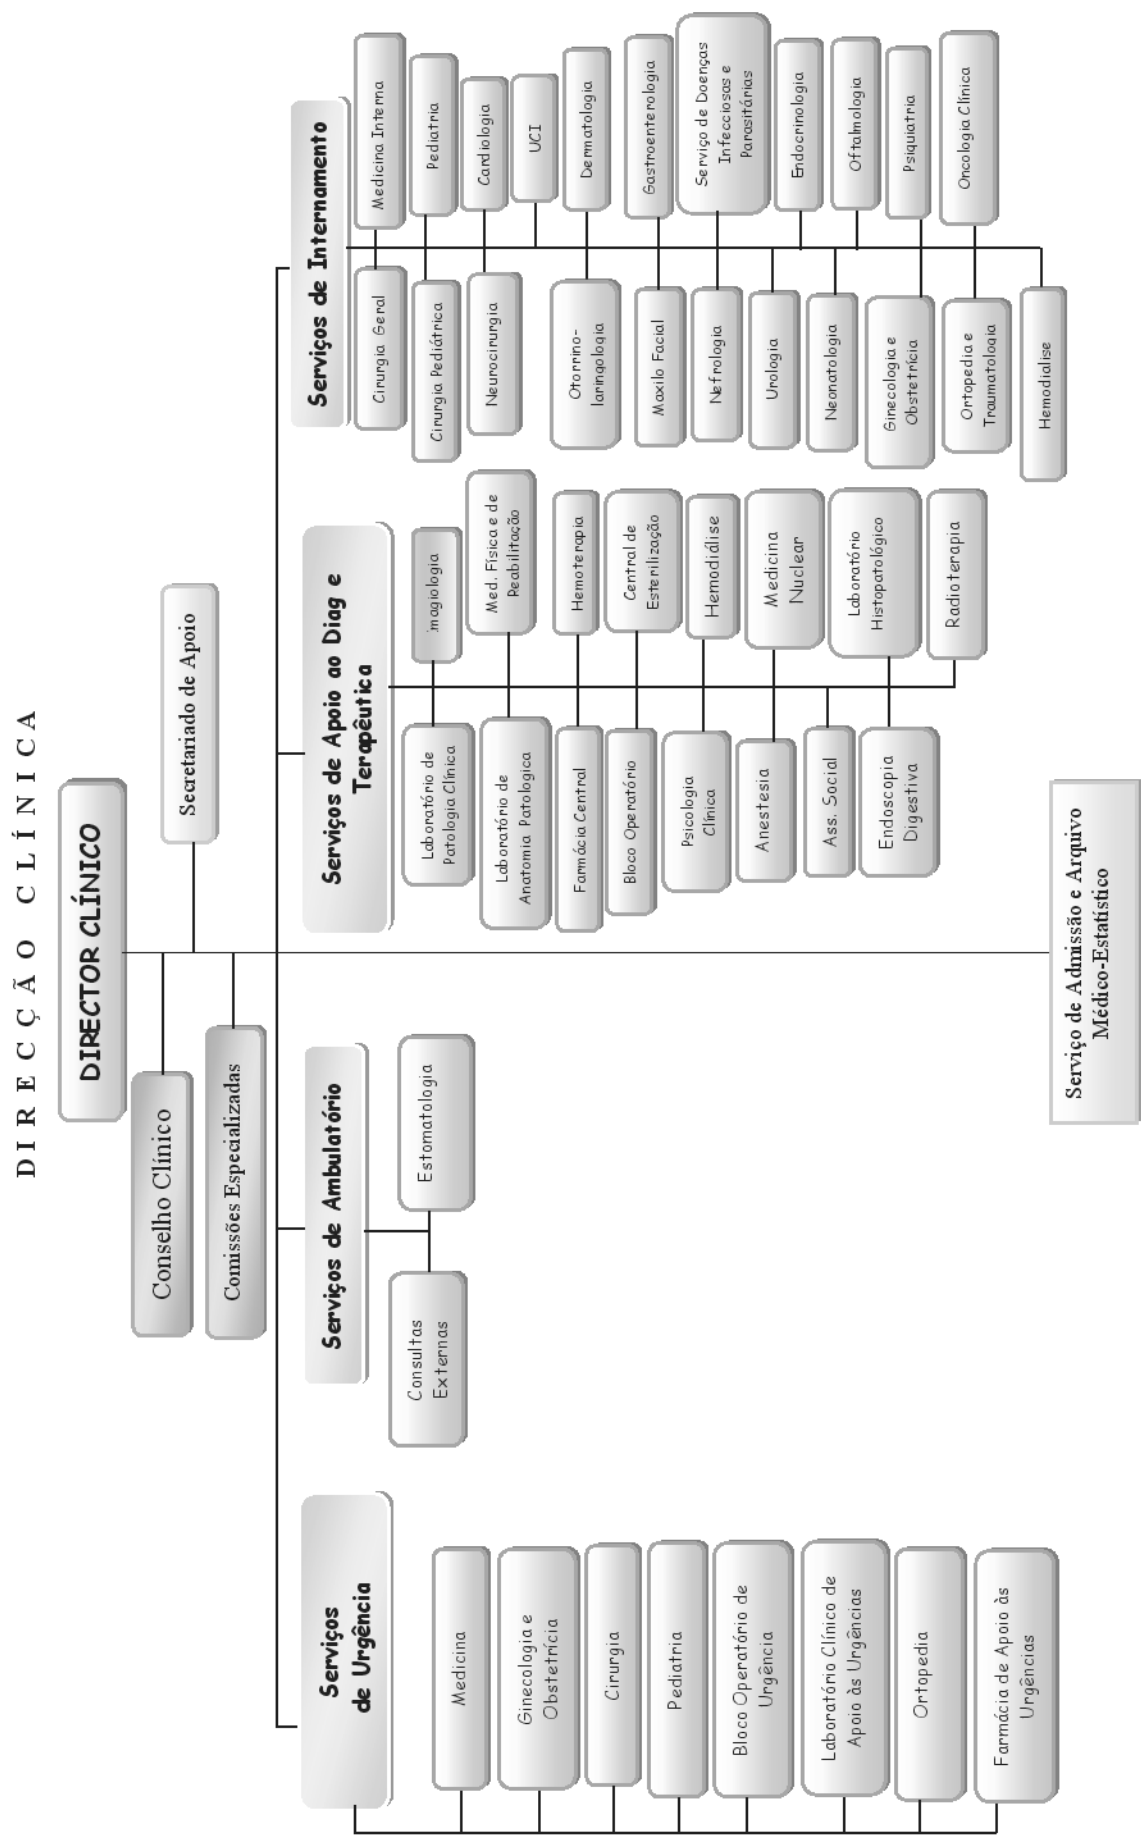 DIRECÇÃO CLÍNICA
DIRECTOR CLÍNICO
Conselho Clínico
Secretariado de Apoio
Comissões Especializadas
Serviços
de Urgência
Medicina
Ginecologia e
Obstetrícia
Cirurgia
Pediatria
Bloco Operatório de
Urgência
Laboratório Clínico de
Apoio às Urgências
Ortopedia
Farmácia de Apoio às
Urgências
Serviços de Ambulatório
Consultas
Externas
Estomatologia
Serviços de Apoio ao Diag e
Terapêutica
Laboratório de
Patologia Clínica
imagiologia
Laboratório de
Anatomia Patologica
Med. Física e de
Reabilitação
Farmácia Central
Hemoterapia
Bloco Operatório
Central de
Esterilização
Psicologia
Clínica
Hemodiálise
Anestesia
Medicina
Nuclear
Ass. Social
Laboratório
Histopatológico
Endoscopia
Digestiva
Radioterapia
Serviços de Internamento
Cirurgia Geral
Medicina Interna
Cirurgia Pediátrica
Pediatria
Neurocirurgia
Cardiologia
UCI
Otorrino-
laringologia
Dermatologia
Maxilo Facial
Gastroenterologia
Nefrologia
Serviço de Doenças
Infecciosas e
Parasitárias
Urologia
Endocrinologia
Neonatologia
Oftalmologia
Ginecologia e
Obstetrícia
Psiquiatria
Ortopedia e
Traumatologia
Oncologia Clínica
Hemodialise
Serviço de Admissão e Arquivo
Médico-Estatístico